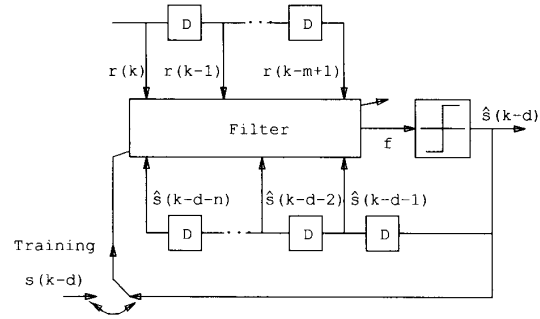 D ··· D
r(k) r(k-1) r(k-m+1)
Filter
f
ŝ(k-d)
ŝ(k-d-n) ŝ(k-d-2) ŝ(k-d-1)
D ··· D D
Training
s(k-d)